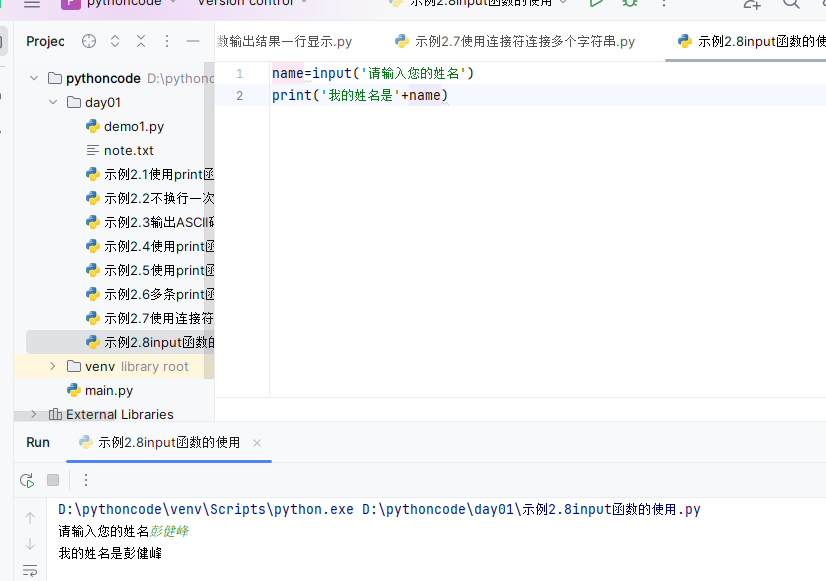 P pythoncode Version control 示例2.8input函数的使用
Project
数输出结果一行显示.py 示例2.7使用连接符连接多个字符串.py 示例2.8input函数的使
pythoncode D:\pythonc
day01
demo1.py
note.txt
示例2.1使用print函
示例2.2不换行一次
示例2.3输出ASCII码
示例2.4使用print函
示例2.5使用print函
示例2.6多条print函
示例2.7使用连接符
示例2.8input函数的
venv library root
main.py
External Libraries
1 name=input('请输入您的姓名')
2 print('我的姓名是'+name)
Run 示例2.8input函数的使用
D:\pythoncode\venv\Scripts\python.exe D:\pythoncode\day01\示例2.8input函数的使用.py
请输入您的姓名彭健峰
我的姓名是彭健峰